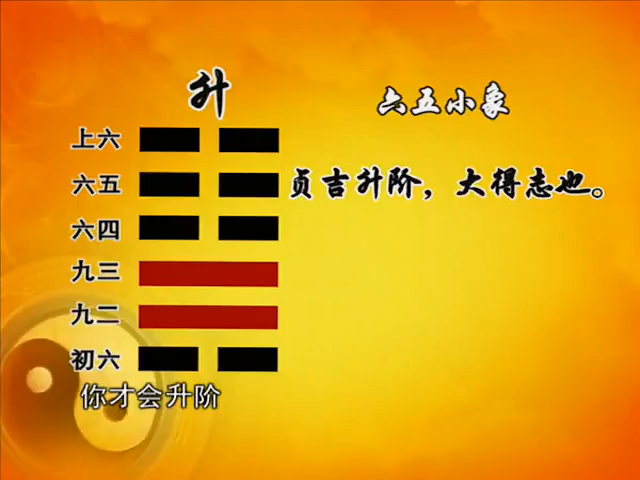 升
六五小象
上六
六五
贞吉升阶，大得志也。
六四
九三
九二
初六
你才会升阶